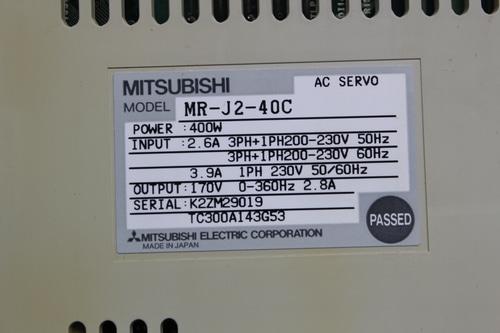 MITSUBISHI
AC SERVO
MODEL MR-J2-40C
POWER :400W
INPUT :2.6A 3PH+1PH200-230V 50Hz
3PH+1PH200-230V 60Hz
3.9A 1PH 230V 50/60Hz
OUTPUT:170V 0-360Hz 2.8A
SERIAL:K2ZM29019
TC300A143G53
PASSED
MITSUBISHI ELECTRIC CORPORATION
MADE IN JAPAN